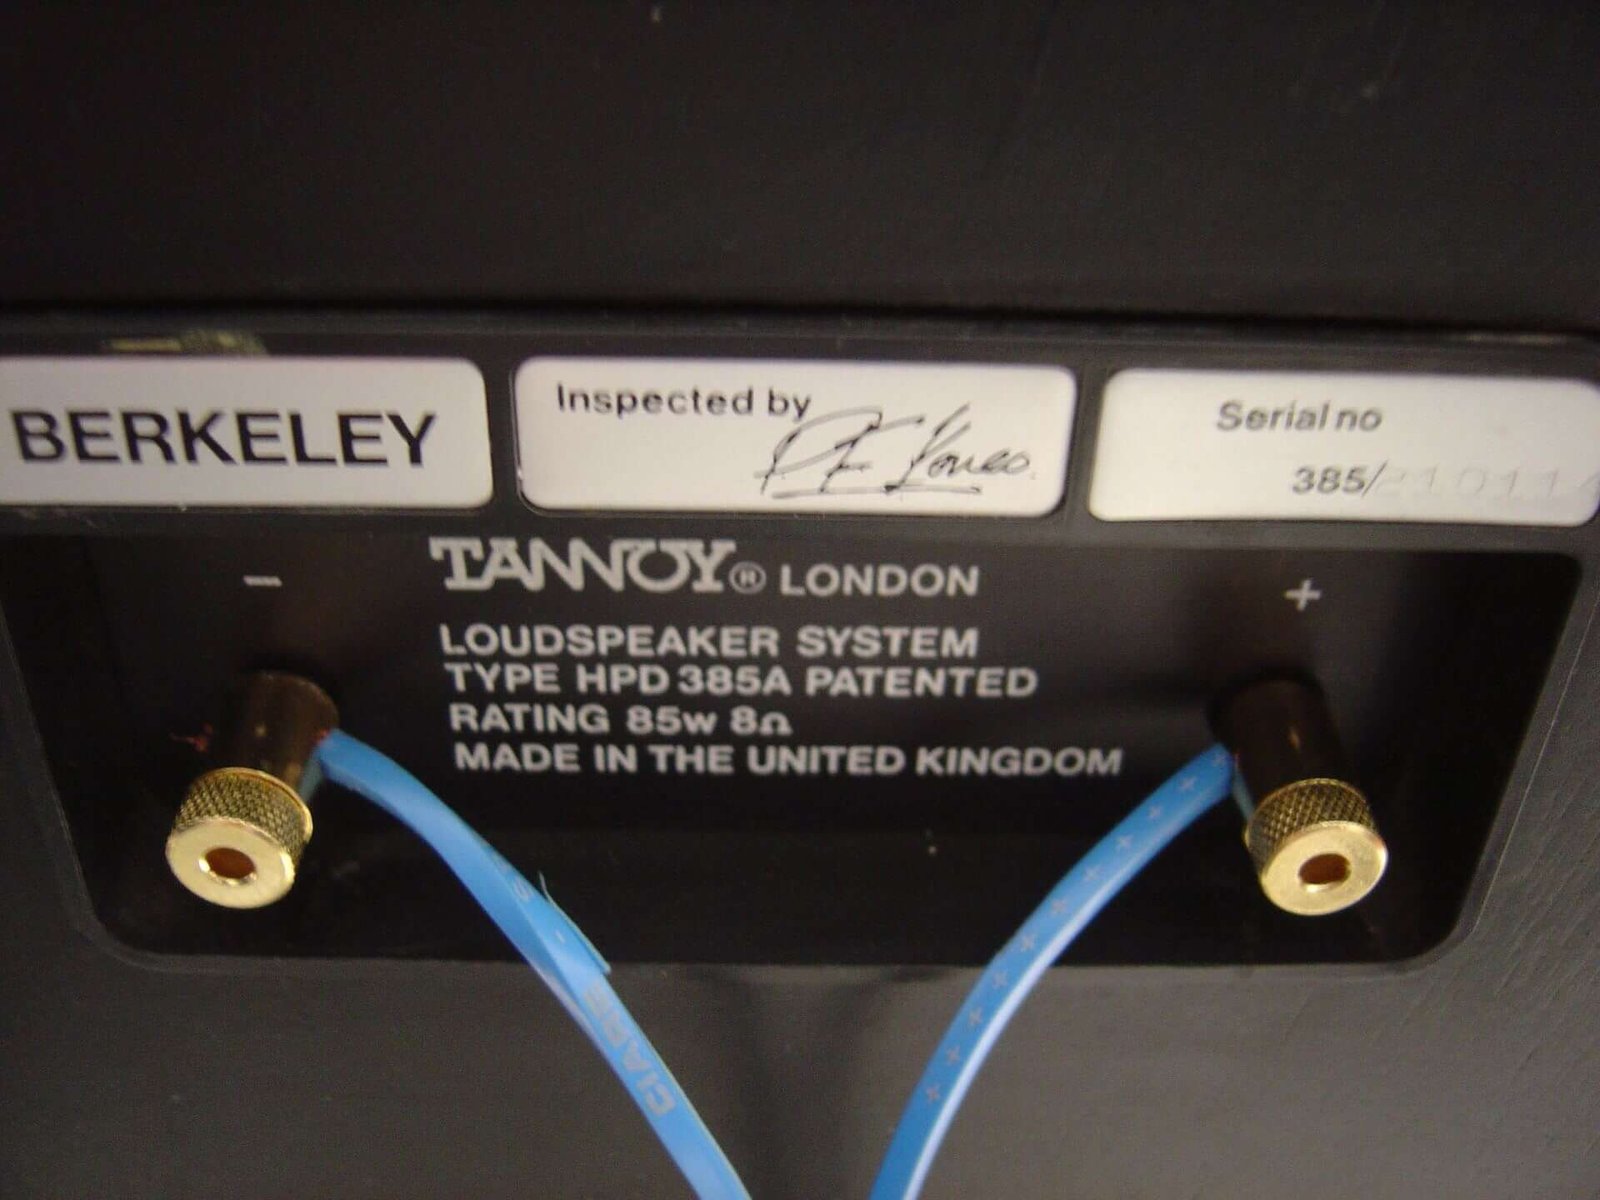 BERKELEY
Inspected by
Serial no
385/
TANNOY® LONDON
- +
LOUDSPEAKER SYSTEM
TYPE HPD 385A PATENTED
RATING 85w 8Ω
MADE IN THE UNITED KINGDOM